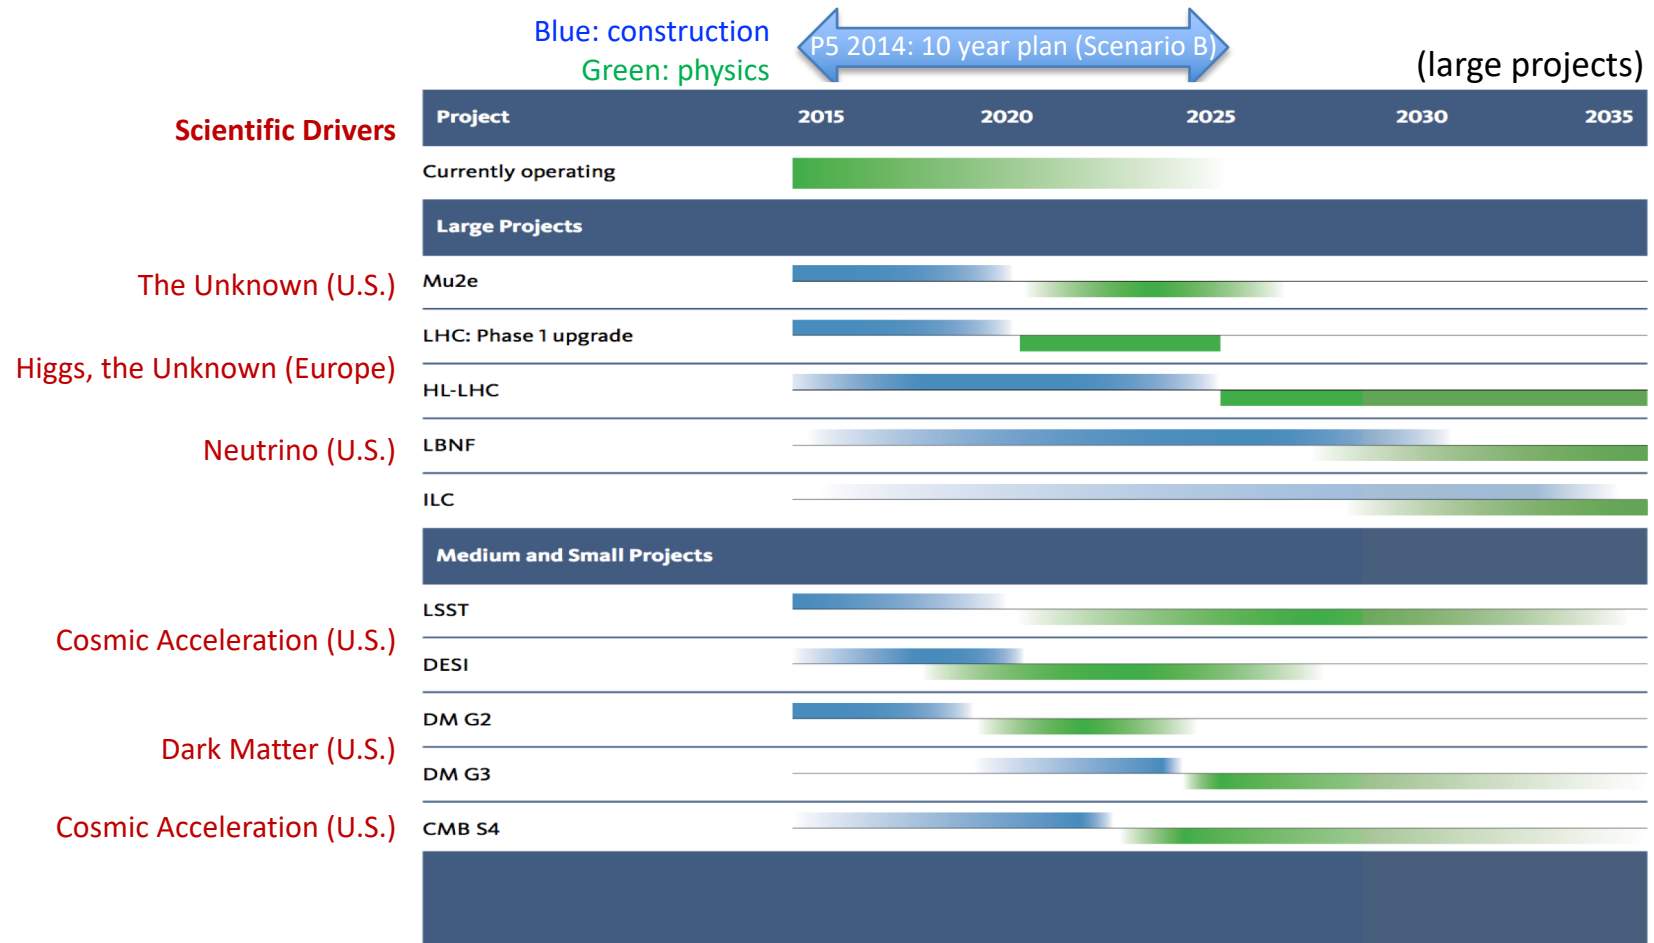 Blue: construction
Green: physics
P5 2014: 10 year plan (Scenario B)
(large projects)
Scientific Drivers
Project 2015 2020 2025 2030 2035
Currently operating
Large Projects
The Unknown (U.S.)
Mu2e
LHC: Phase 1 upgrade
Higgs, the Unknown (Europe)
HL-LHC
Neutrino (U.S.)
LBNF
ILC
Medium and Small Projects
LSST
Cosmic Acceleration (U.S.)
DESI
DM G2
Dark Matter (U.S.)
DM G3
Cosmic Acceleration (U.S.)
CMB S4